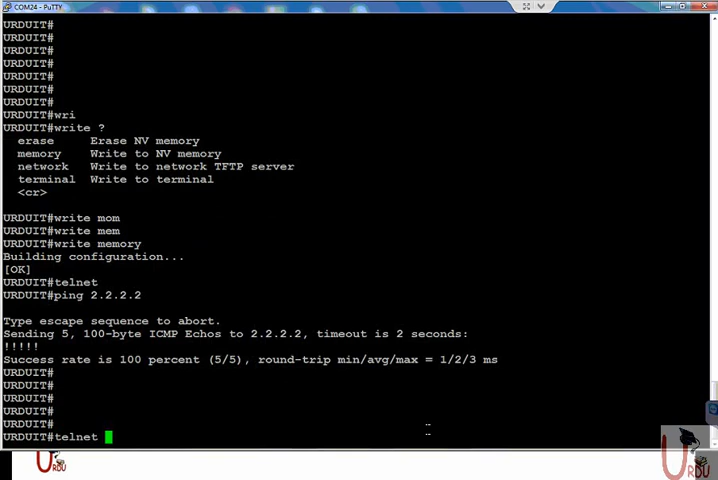 COM24 - PuTTY
URDUIT#
URDUIT#
URDUIT#
URDUIT#
URDUIT#
URDUIT#
URDUIT#
URDUIT#wri
URDUIT#write ?
erase Erase NV memory
memory Write to NV memory
network Write to network TFTP server
terminal Write to terminal
<cr>
URDUIT#write mom
URDUIT#write mem
URDUIT#write memory
Building configuration...
[OK]
URDUIT#telnet
URDUIT#ping 2.2.2.2
Type escape sequence to abort.
Sending 5, 100-byte ICMP Echos to 2.2.2.2, timeout is 2 seconds:
!!!!!
Success rate is 100 percent (5/5), round-trip min/avg/max = 1/2/3 ms
URDUIT#
URDUIT#
URDUIT#
URDUIT#
URDUIT#
URDUIT#telnet
URDU
URDU